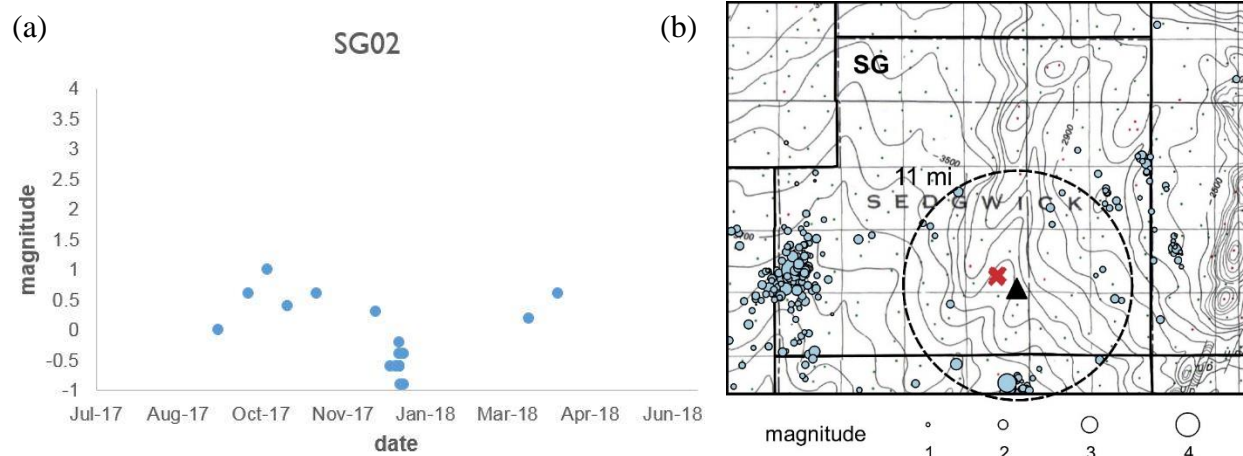 (a)
SG02
4
3.5
3
2.5
2
1.5
1
0.5
0
-0.5
-1
magnitude
Jul-17 Aug-17 Oct-17 Nov-17 Jan-18 Mar-18 Apr-18 Jun-18
date
(b)
SG
2900
3500
11 mi
SEDGWICK
magnitude
1 2 3 4